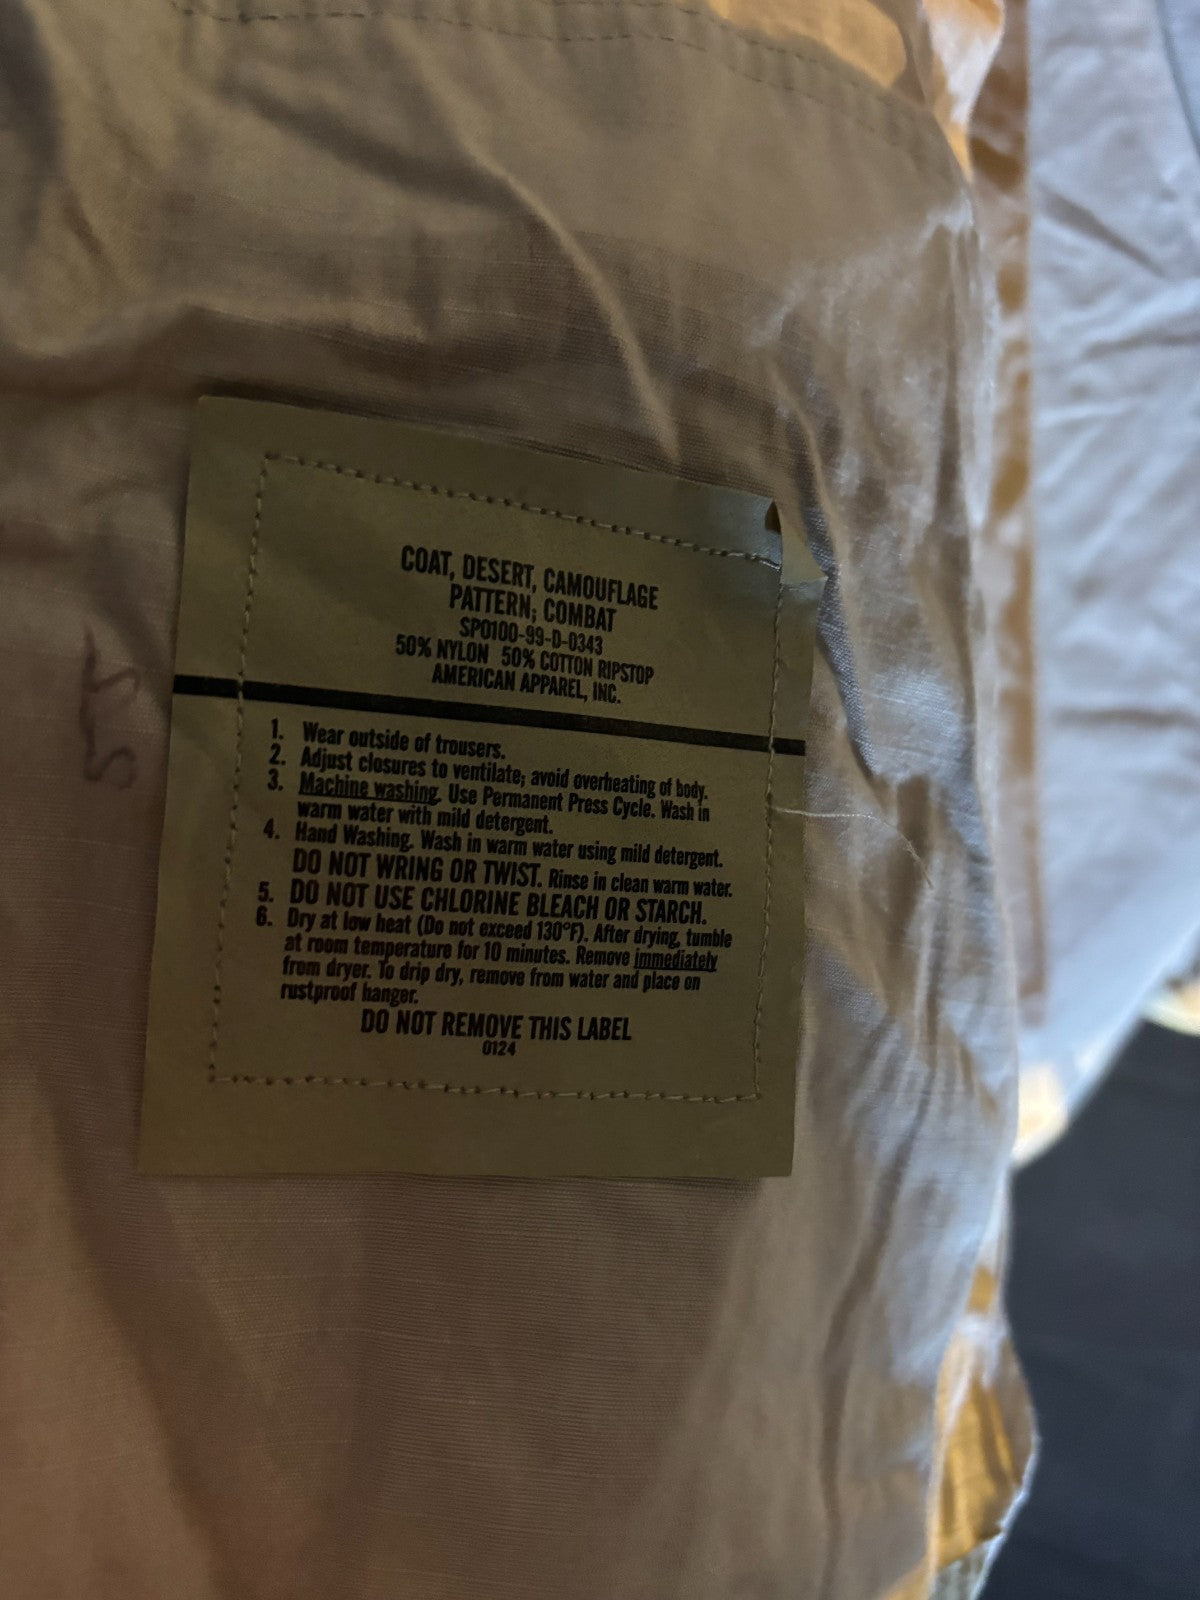 COAT, DESERT, CAMOUFLAGE
PATTERN; COMBAT
SPO100-99-D-0343
50% NYLON 50% COTTON RIPSTOP
AMERICAN APPAREL, INC.
1. Wear outside of trousers.
2. Adjust closures to ventilate; avoid overheating of body.
3. Machine washing. Use Permanent Press Cycle. Wash in
warm water with mild detergent.
4. Hand Washing. Wash in warm water using mild detergent.
DO NOT WRING OR TWIST. Rinse in clean warm water.
5. DO NOT USE CHLORINE BLEACH OR STARCH.
6. Dry at low heat (Do not exceed 130°F). After drying, tumble
at room temperature for 10 minutes. Remove immediately
from dryer. To drip dry, remove from water and place on
rustproof hanger.
DO NOT REMOVE THIS LABEL
0124